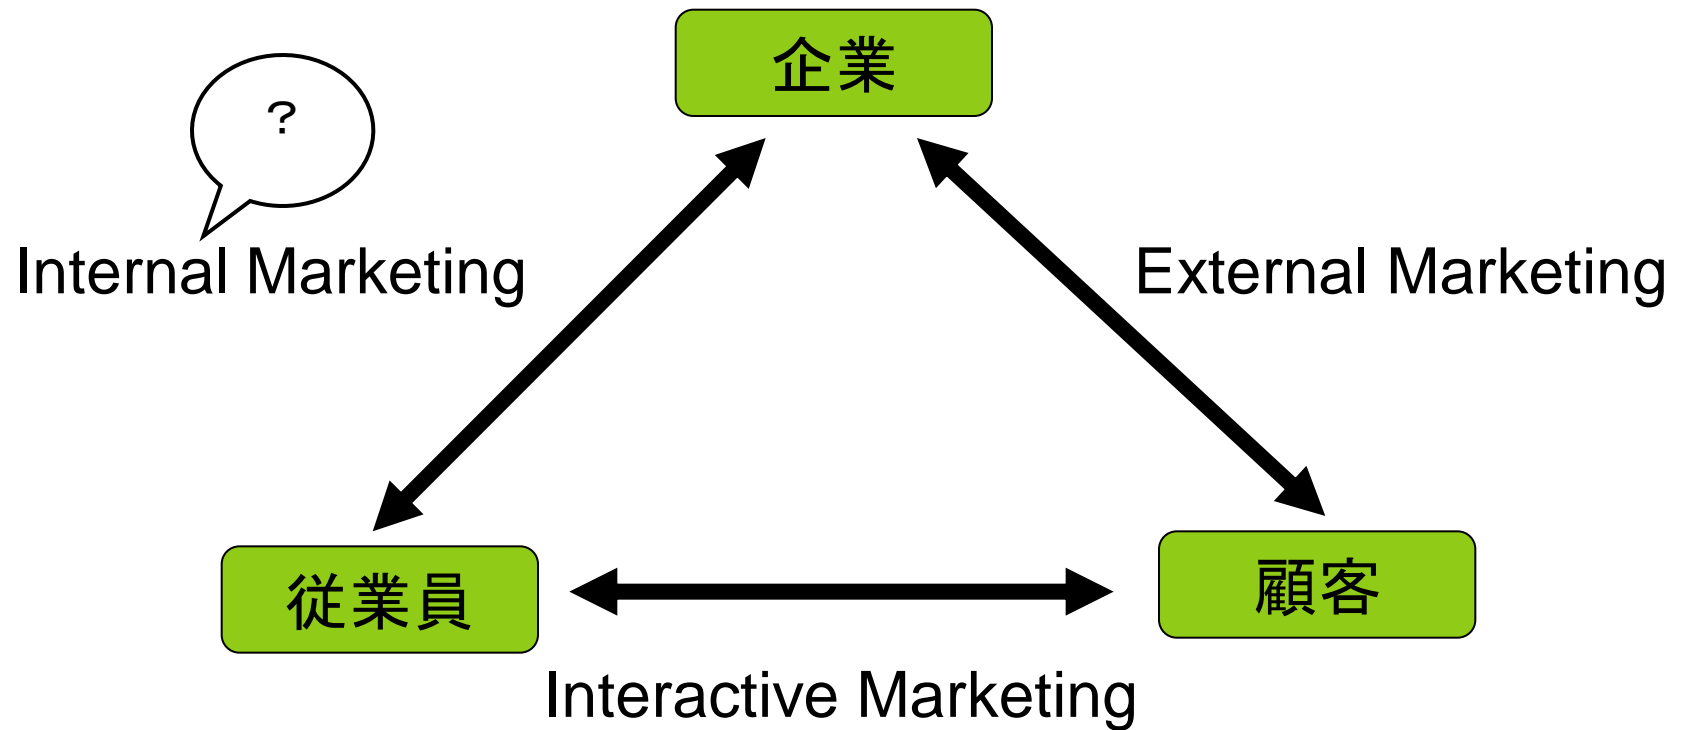 企業
？
Internal Marketing
External Marketing
従業員
顧客
Interactive Marketing